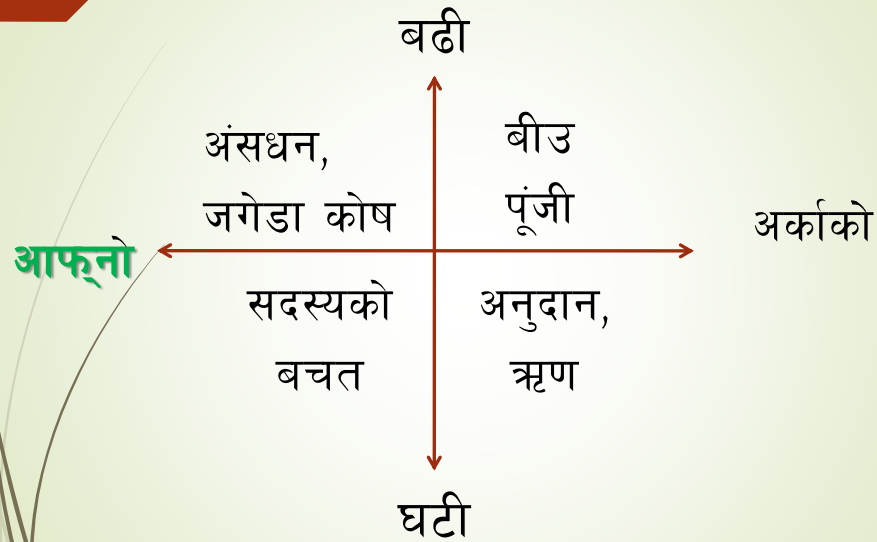 बढी
अंसधन,
जगेडा कोष
बीउ
पूंजी
आफ्‌नो
अर्काको
सदस्यको
बचत
अनुदान,
ऋण
घटी